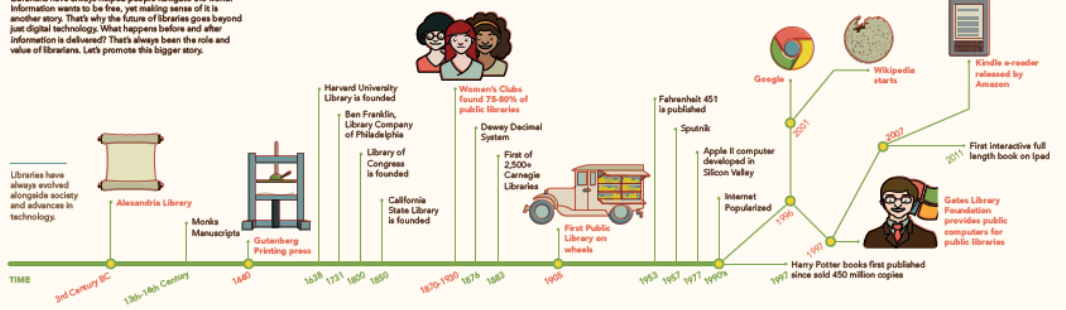 Information wants to be free, yet making sense of it is
another story. That's why the future of libraries goes beyond
just digital technology. What happens before and after
information is delivered? That's always been the role and
value of librarians. Let's promote this bigger story.
Libraries have
always evolved
alongside society
and advances in
technology.
Alexandria Library
Monks
Manuscripts
Gutenberg
Printing press
Harvard University
Library is founded
Ben Franklin,
Library Company
of Philadelphia
Library of
Congress
is founded
California
State Library
is founded
Women's Clubs
found 75-80% of
public libraries
Dewey Decimal
System
First of
2,500+
Carnegie
Libraries
First Public
Library on
wheels
Fahrenheit 451
is published
Sputnik
Apple II computer
developed in
Silicon Valley
Internet
Popularized
Google
Wikipedia
starts
Kindle e-reader
released by
Amazon
First interactive full
length book on Ipad
Gates Library
Foundation
provides public
computers for
public libraries
Harry Potter books first published
since sold 450 million copies
2001
2007
2011
1996
1997
TIME
3rd Century BC
13th-14th Century
1440
1638
1731
1800
1850
1870-1930
1876
1883
1905
1953
1957
1977
1990's
1997